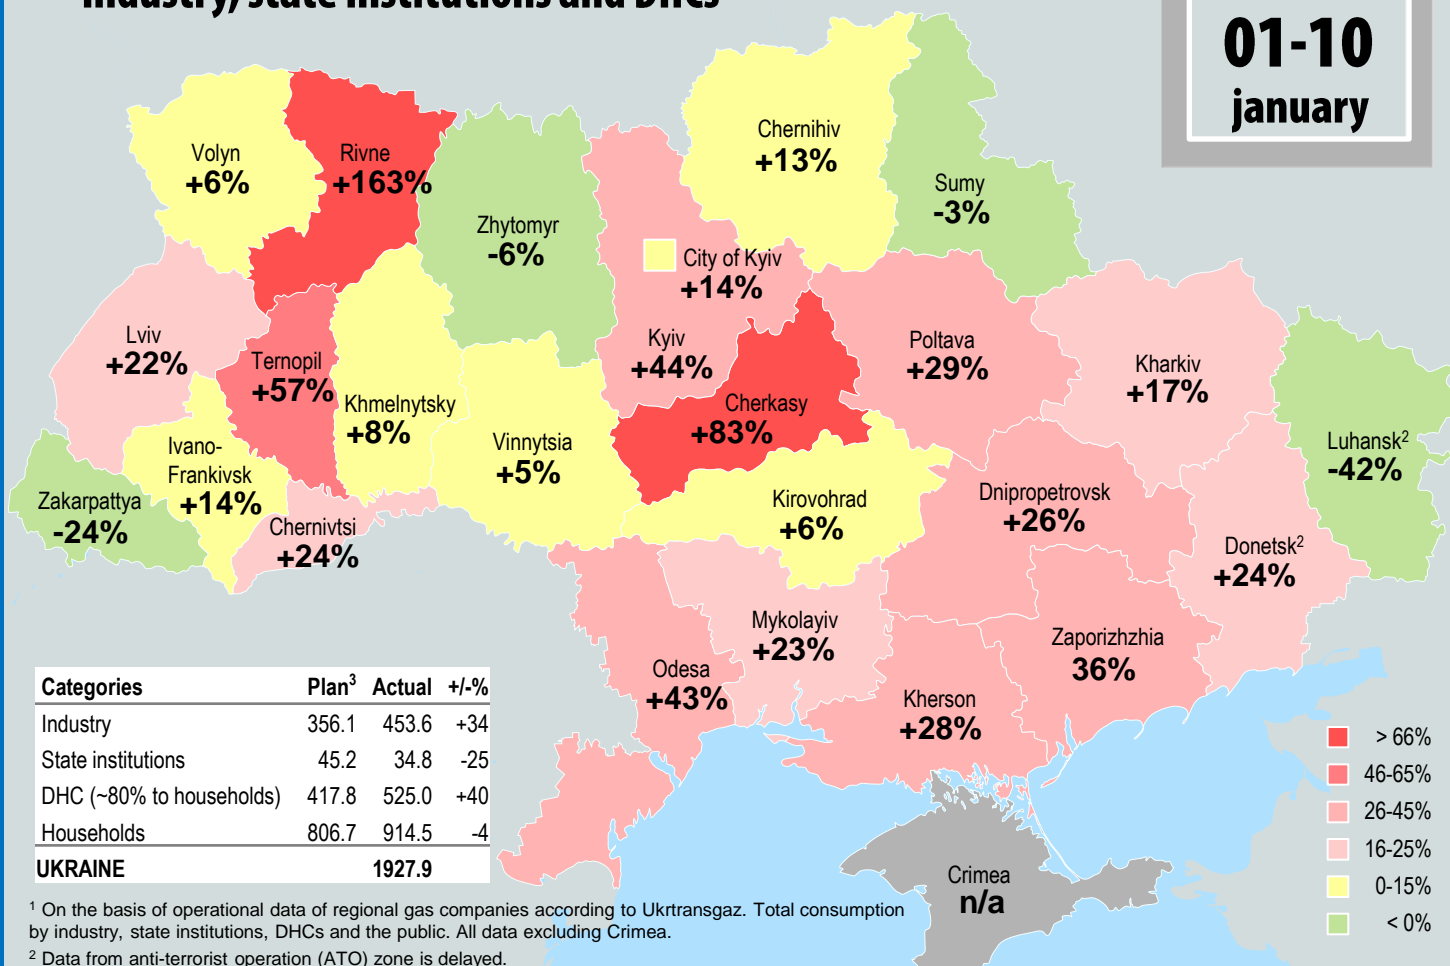 industry, state institutions and DHCs
01-10
january
Volyn
+6%
Rivne
+163%
Zhytomyr
-6%
Chernihiv
+13%
Sumy
-3%
City of Kyiv
+14%
Kyiv
+44%
Lviv
+22%
Ternopil
+57%
Khmelnytsky
+8%
Vinnytsia
+5%
Cherkasy
+83%
Poltava
+29%
Kharkiv
+17%
Luhansk²
-42%
Ivano-
Frankivsk
+14%
Zakarpattya
-24%
Chernivtsi
+24%
Kirovohrad
+6%
Dnipropetrovsk
+26%
Donetsk²
+24%
Mykolayiv
+23%
Odesa
+43%
Kherson
+28%
Zaporizhzhia
36%
Crimea
n/a
Categories Plan³ Actual +/-%
Industry 356.1 453.6 +34
State institutions 45.2 34.8 -25
DHC (~80% to households) 417.8 525.0 +40
Households 806.7 914.5 -4
UKRAINE 1927.9
> 66%
46-65%
26-45%
16-25%
0-15%
< 0%
¹ On the basis of operational data of regional gas companies according to Ukrtransgaz. Total consumption
by industry, state institutions, DHCs and the public. All data excluding Crimea.
² Data from anti-terrorist operation (ATO) zone is delayed.